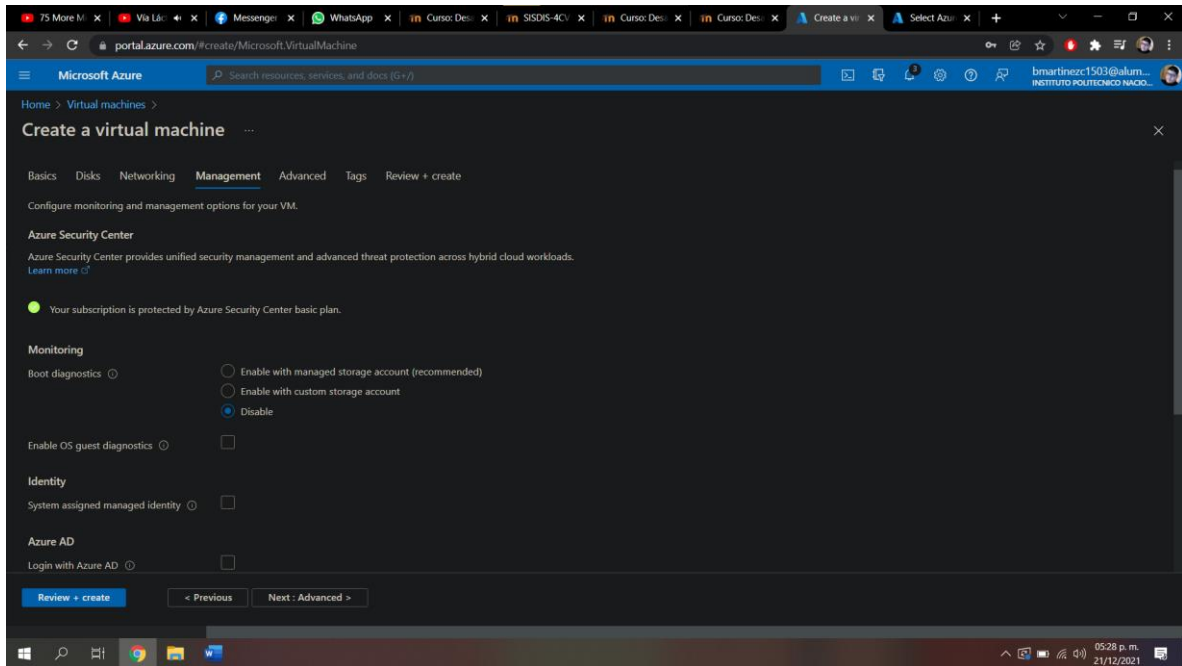 75 More M
Vía Lác
Messenger
WhatsApp
Curso: Des
SISDIS-4CV
Curso: Des
Curso: Des
Create a vi
Select Azu
portal.azure.com/#create/Microsoft.VirtualMachine
Microsoft Azure
Search resources, services, and docs (G+/)
3
bmartinezc1503@alum...
INSTITUTO POLITECNICO NACIO...
Home > Virtual machines >
Create a virtual machine ...
Basics Disks Networking Management Advanced Tags Review + create
Configure monitoring and management options for your VM.
Azure Security Center
Azure Security Center provides unified security management and advanced threat protection across hybrid cloud workloads.
Learn more
Your subscription is protected by Azure Security Center basic plan.
Monitoring
Boot diagnostics
Enable with managed storage account (recommended)
Enable with custom storage account
Disable
Enable OS guest diagnostics
Identity
System assigned managed identity
Azure AD
Login with Azure AD
Review + create
< Previous
Next : Advanced >
05:28 p. m.
21/12/2021